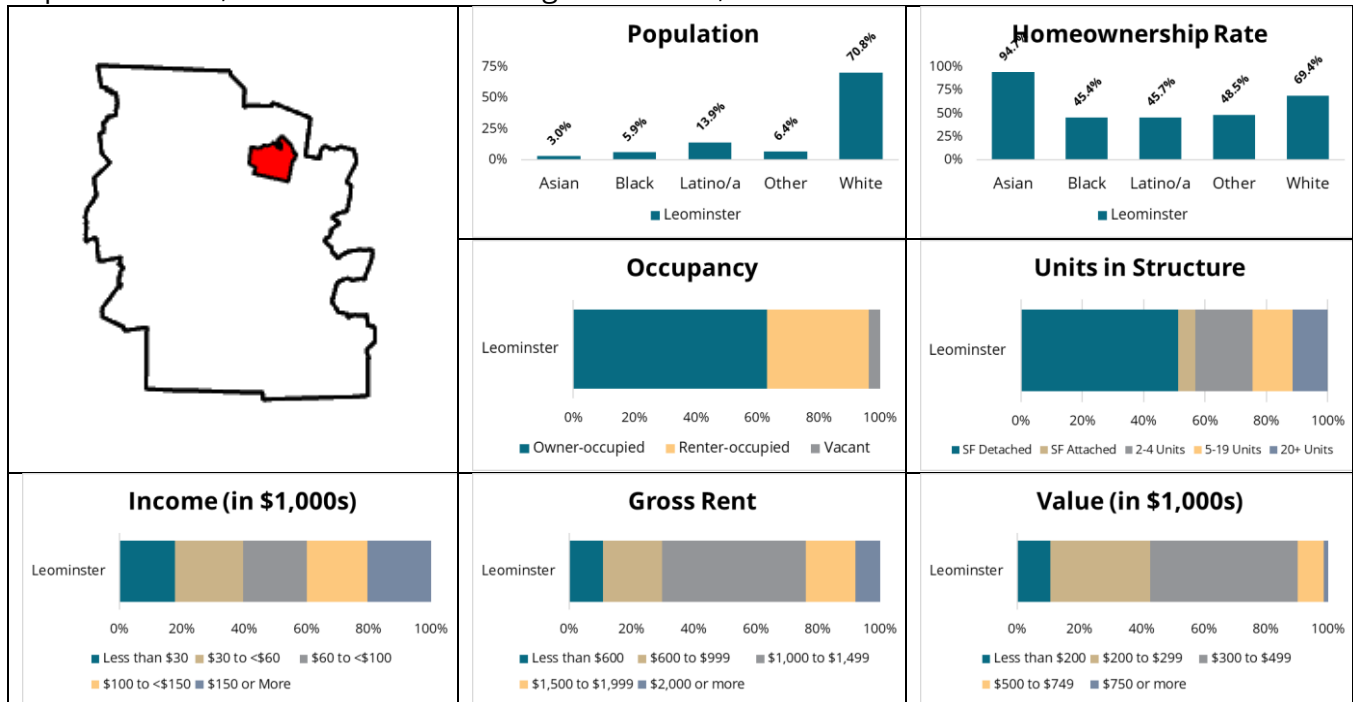 Population
75%
50%
25%
0%
3.0%
5.9%
13.9%
6.4%
70.8%
Asian Black Latino/a Other White
Leominster
Homeownership Rate
100%
75%
50%
25%
0%
94.7%
45.4%
45.7%
48.5%
69.4%
Asian Black Latino/a Other White
Leominster
Occupancy
Leominster
0% 20% 40% 60% 80% 100%
Owner-occupied Renter-occupied Vacant
Units in Structure
Leominster
0% 20% 40% 60% 80% 100%
SF Detached SF Attached 2-4 Units 5-19 Units 20+ Units
Income (in $1,000s)
Leominster
0% 20% 40% 60% 80% 100%
Less than $30 $30 to <$60 $60 to <$100
$100 to <$150 $150 or More
Gross Rent
Leominster
0% 20% 40% 60% 80% 100%
Less than $600 $600 to $999 $1,000 to $1,499
$1,500 to $1,999 $2,000 or more
Value (in $1,000s)
Leominster
0% 20% 40% 60% 80% 100%
Less than $200 $200 to $299 $300 to $499
$500 to $749 $750 or more